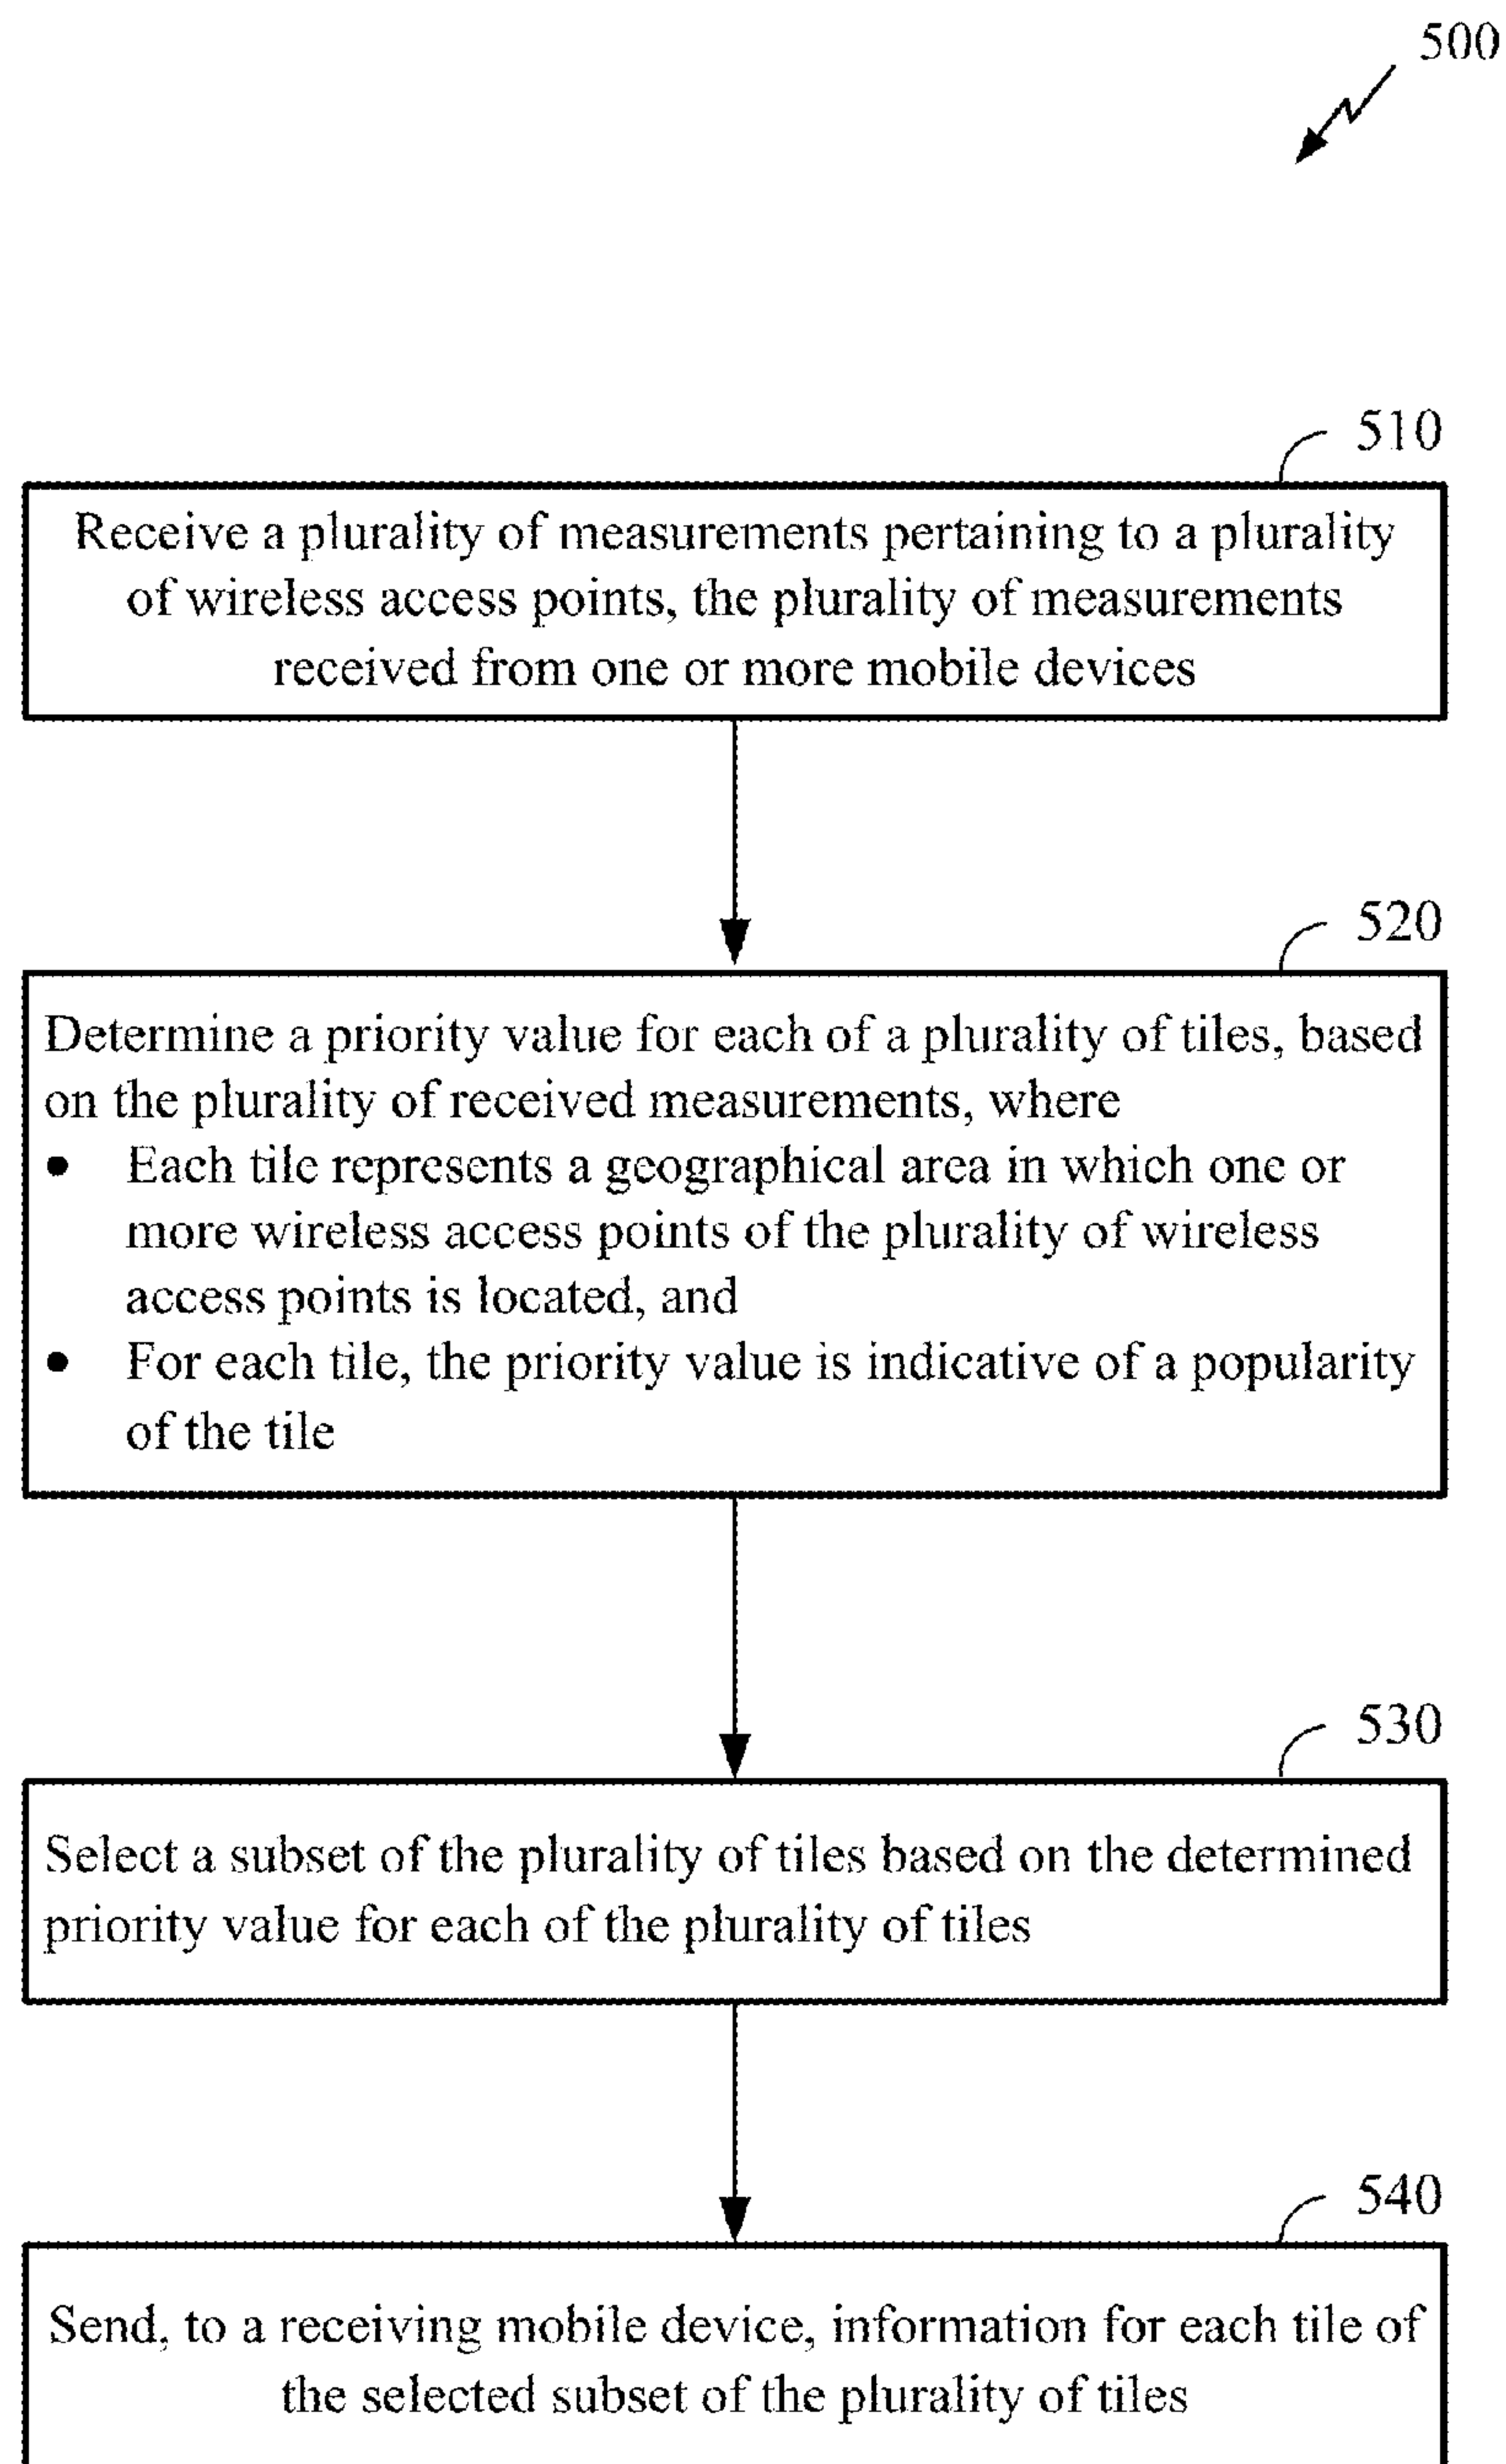 500
510
Receive a plurality of measurements pertaining to a plurality
of wireless access points, the plurality of measurements
received from one or more mobile devices
520
Determine a priority value for each of a plurality of tiles, based
on the plurality of received measurements, where
• Each tile represents a geographical area in which one or
more wireless access points of the plurality of wireless
access points is located, and
• For each tile, the priority value is indicative of a popularity
of the tile
530
Select a subset of the plurality of tiles based on the determined
priority value for each of the plurality of tiles
540
Send, to a receiving mobile device, information for each tile of
the selected subset of the plurality of tiles